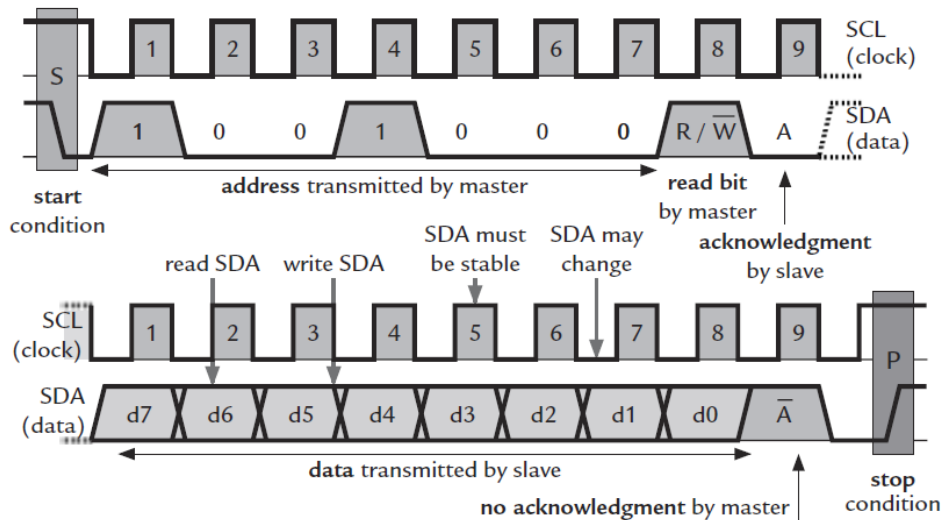 1 2 3 4 5 6 7 8 9 SCL
(clock)
S
1 0 0 1 0 0 0 R / W̅ A SDA
(data)
address transmitted by master
start
condition
read bit
by master
acknowledgment
by slave
read SDA
write SDA
SDA must
be stable
SDA may
change
SCL
(clock)
1 2 3 4 5 6 7 8 9
P
SDA
(data)
d7 d6 d5 d4 d3 d2 d1 d0 A̅
data transmitted by slave
stop
condition
no acknowledgment by master